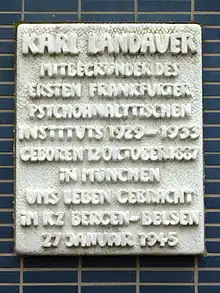 KARL LANDAUER
MITBEGRÜNDER DES
ERSTEN FRANKFURTER
PSYCHOANALYTISCHEN
INSTITUTS 1929–1933
GEBOREN 12.OKTOBER 1887
IN MÜNCHEN
UMS LEBEN GEBRACHT
IM KZ BERGEN-BELSEN
27. JANUAR 1945